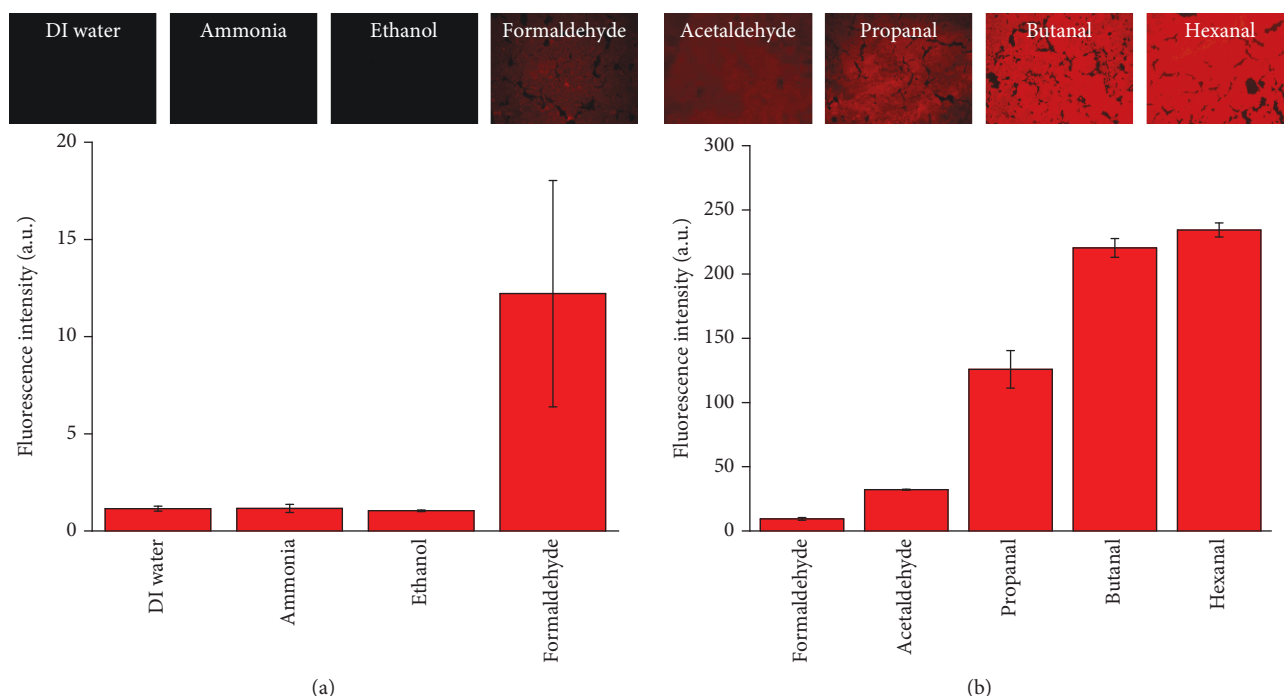 DI water
Ammonia
Ethanol
Formaldehyde
Acetaldehyde
Propanal
Butanal
Hexanal
20
15
10
5
0
Fluorescence intensity (a.u.)
DI water
Ammonia
Ethanol
Formaldehyde
(a)
300
250
200
150
100
50
0
Fluorescence intensity (a.u.)
Formaldehyde
Acetaldehyde
Propanal
Butanal
Hexanal
(b)